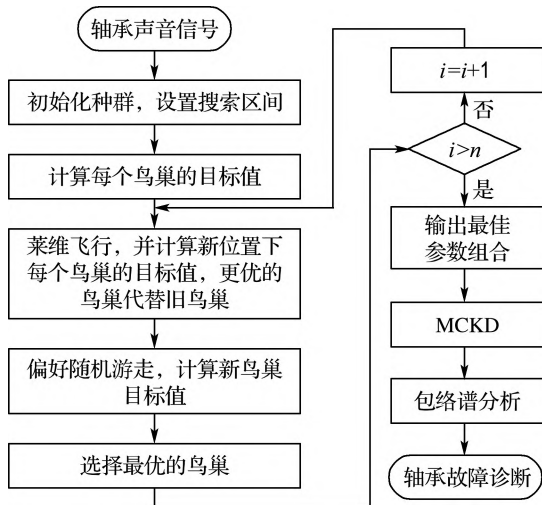 轴承声音信号
初始化种群，设置搜索区间
计算每个鸟巢的目标值
莱维飞行，并计算新位置下
每个鸟巢的目标值，更优的
鸟巢代替旧鸟巢
偏好随机游走，计算新鸟巢
目标值
选择最优的鸟巢
i=i+1
否
i>n
是
输出最佳
参数组合
MCKD
包络谱分析
轴承故障诊断